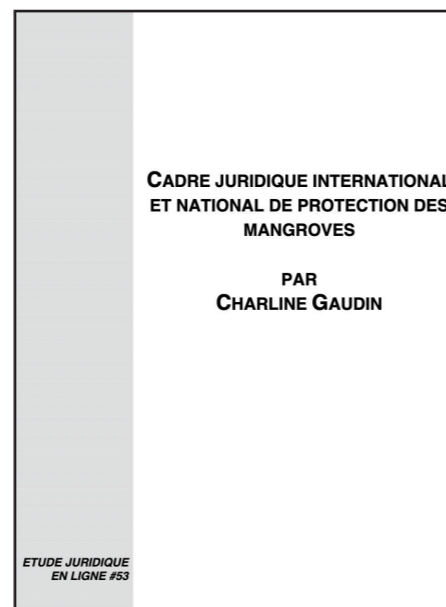 CADRE JURIDIQUE INTERNATIONAL
ET NATIONAL DE PROTECTION DES
MANGROVES
PAR
CHARLINE GAUDIN
ETUDE JURIDIQUE
EN LIGNE #53